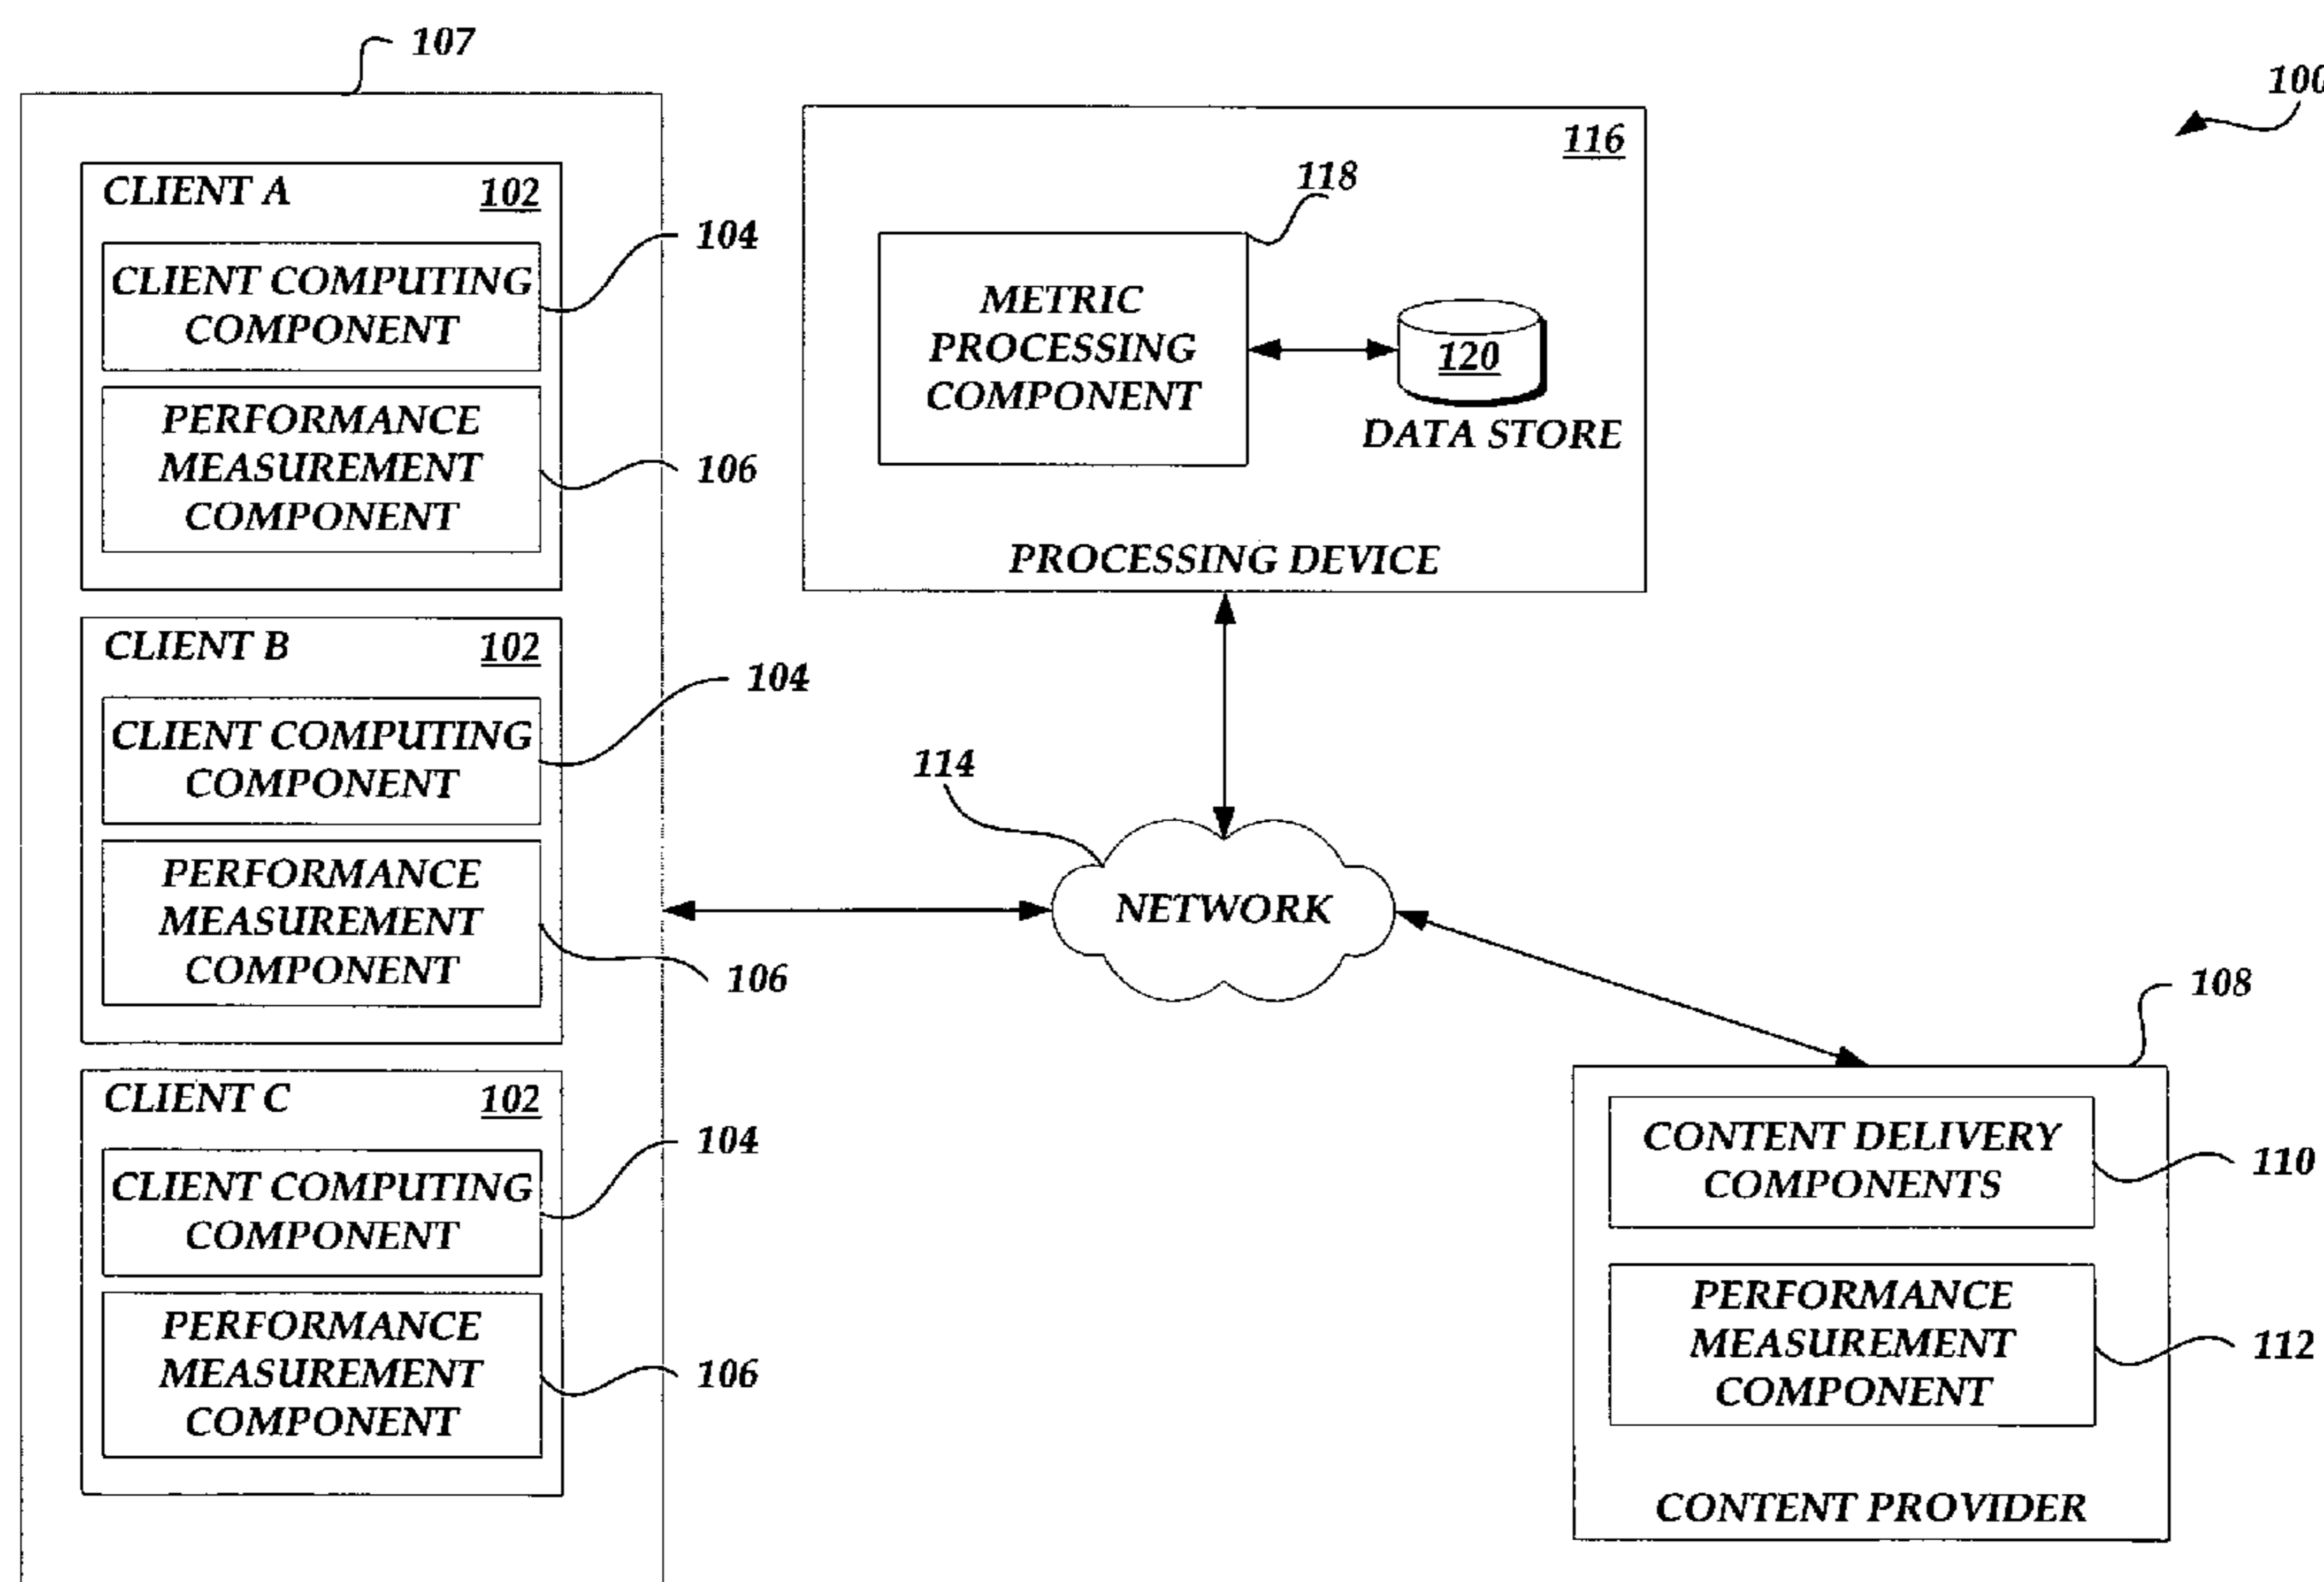 107
100
CLIENT A 102
CLIENT COMPUTING
COMPONENT
104
PERFORMANCE
MEASUREMENT
COMPONENT
106
CLIENT B 102
CLIENT COMPUTING
COMPONENT
104
PERFORMANCE
MEASUREMENT
COMPONENT
106
CLIENT C 102
CLIENT COMPUTING
COMPONENT
104
PERFORMANCE
MEASUREMENT
COMPONENT
106
116
118
METRIC
PROCESSING
COMPONENT
120
DATA STORE
PROCESSING DEVICE
114
NETWORK
108
CONTENT DELIVERY
COMPONENTS
110
PERFORMANCE
MEASUREMENT
COMPONENT
112
CONTENT PROVIDER